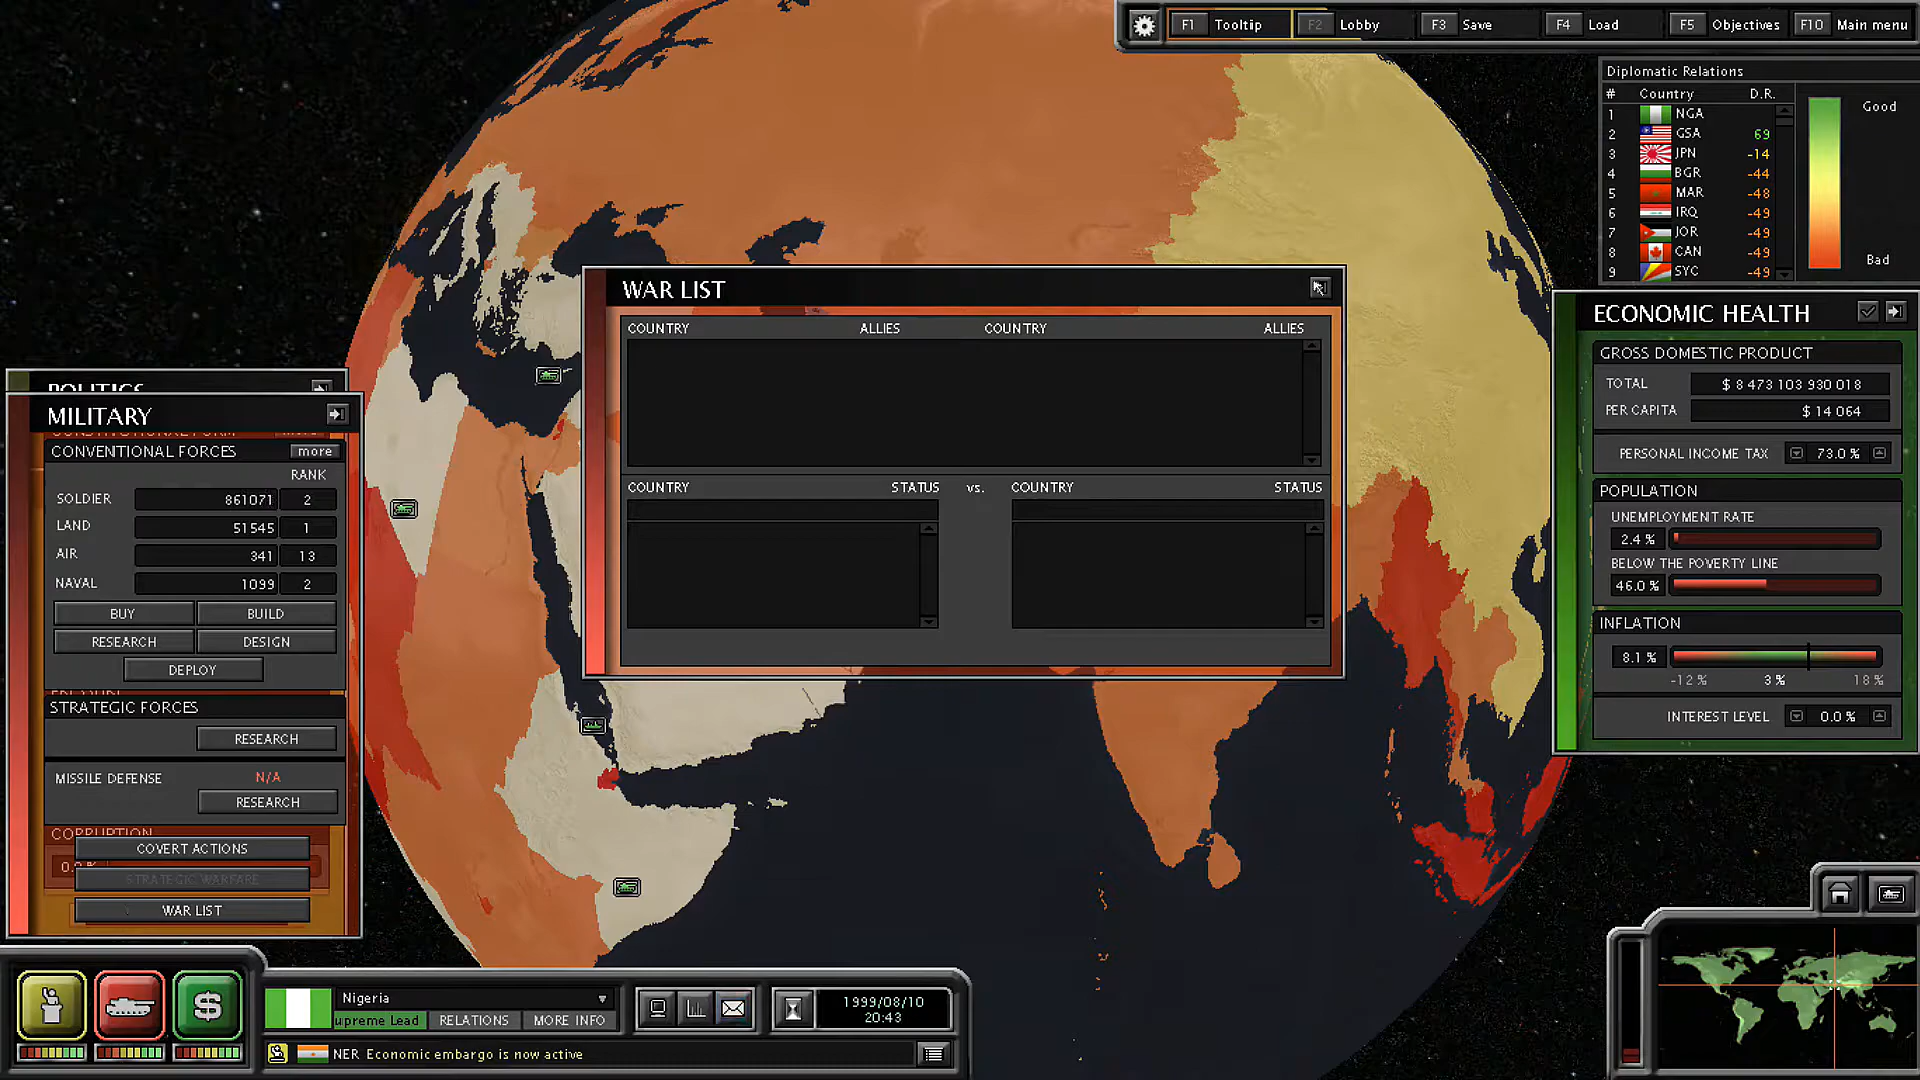 F1 Tooltip F2 Lobby F3 Save F4 Load F5 Objectives F10 Main menu
Diplomatic Relations
# Country D.R.
1 NGA
2 GSA 69
3 JPN -14
4 BGR -44
5 MAR -48
6 IRQ -49
7 JOR -49
8 CAN -49
9 SYC -49
Good
Bad
WAR LIST
COUNTRY ALLIES COUNTRY ALLIES
COUNTRY STATUS vs. COUNTRY STATUS
ECONOMIC HEALTH
GROSS DOMESTIC PRODUCT
TOTAL $ 8 473 103 930 018
PER CAPITA $ 14 064
PERSONAL INCOME TAX 73.0 %
POPULATION
UNEMPLOYMENT RATE
2.4 %
BELOW THE POVERTY LINE
46.0 %
INFLATION
8.1 %
-12 % 3 % 18 %
INTEREST LEVEL 0.0 %
POLITICS
MILITARY
CONVENTIONAL FORCES more
RANK
SOLDIER 861071 2
LAND 51545 1
AIR 341 13
NAVAL 1099 2
BUY BUILD
RESEARCH DESIGN
DEPLOY
STRATEGIC FORCES
RESEARCH
MISSILE DEFENSE N/A
RESEARCH
CORRUPTION
COVERT ACTIONS
0.0 %
STRATEGIC WARFARE
WAR LIST
Nigeria
upreme Lead RELATIONS MORE INFO
1999/08/10
20:43
NER Economic embargo is now active